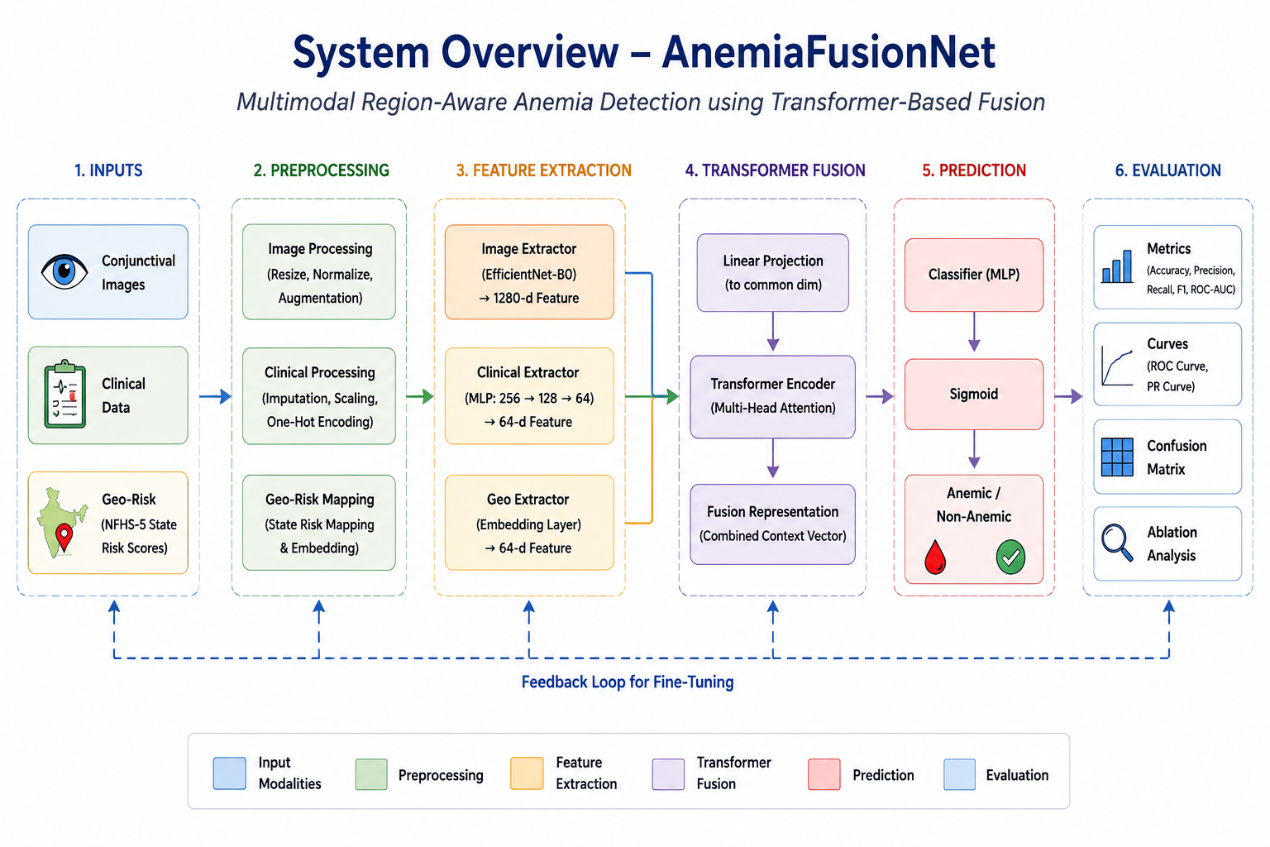 System Overview – AnemiaFusionNet
Multimodal Region-Aware Anemia Detection using Transformer-Based Fusion
1. INPUTS
Conjunctival
Images
Clinical
Data
Geo-Risk
(NFHS-5 State
Risk Scores)
2. PREPROCESSING
Image Processing
(Resize, Normalize,
Augmentation)
Clinical Processing
(Imputation, Scaling,
One-Hot Encoding)
Geo-Risk Mapping
(State Risk Mapping
& Embedding)
3. FEATURE EXTRACTION
Image Extractor
(EfficientNet-B0)
→ 1280-d Feature
Clinical Extractor
(MLP: 256 → 128 → 64)
→ 64-d Feature
Geo Extractor
(Embedding Layer)
→ 64-d Feature
4. TRANSFORMER FUSION
Linear Projection
(to common dim)
Transformer Encoder
(Multi-Head Attention)
Fusion Representation
(Combined Context Vector)
5. PREDICTION
Classifier (MLP)
Sigmoid
Anemic /
Non-Anemic
6. EVALUATION
Metrics
(Accuracy, Precision,
Recall, F1, ROC-AUC)
Curves
(ROC Curve,
PR Curve)
Confusion
Matrix
Ablation
Analysis
Feedback Loop for Fine-Tuning
Input
Modalities
Preprocessing
Feature
Extraction
Transformer
Fusion
Prediction
Evaluation